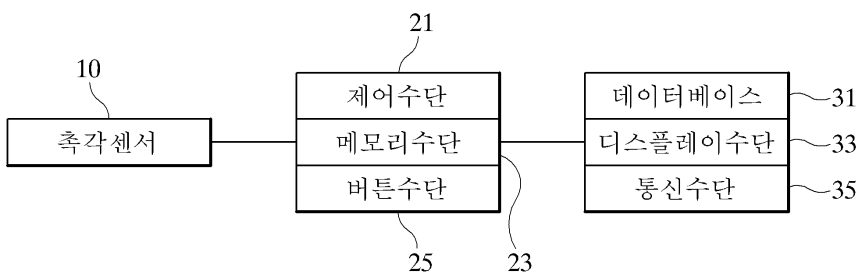 21
10
제어수단
데이터베이스
31
촉각센서
메모리수단
디스플레이수단
33
버튼수단
통신수단
35
25
23